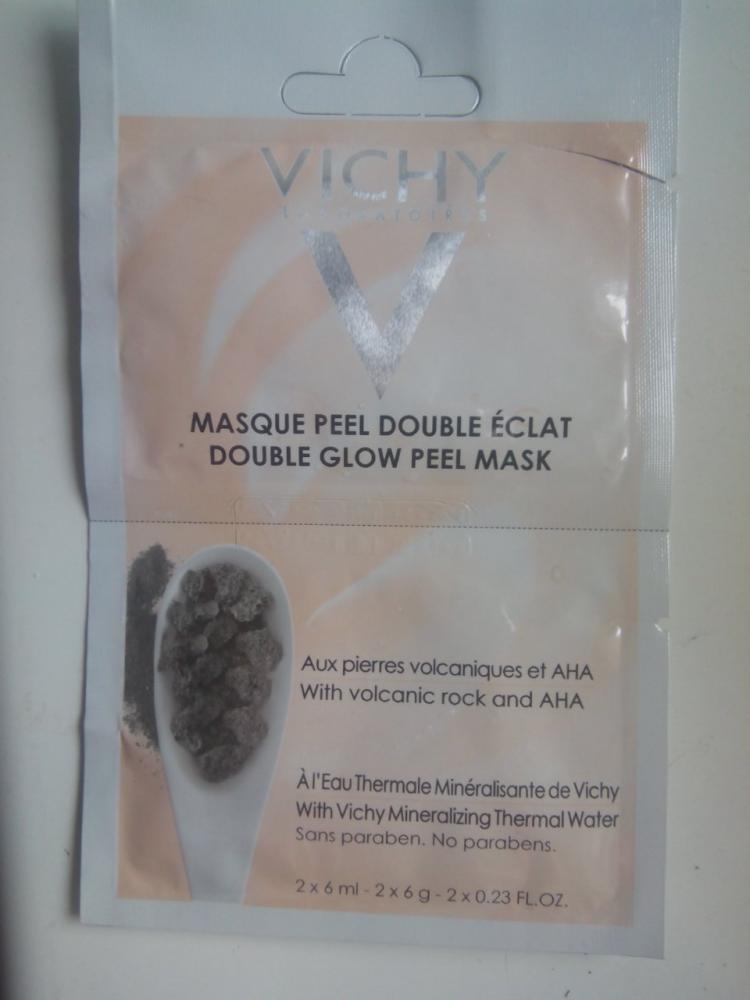 VICHY
LABORATOIRES
V
MASQUE PEEL DOUBLE ÉCLAT
DOUBLE GLOW PEEL MASK
Aux pierres volcaniques et AHA
With volcanic rock and AHA
À l'Eau Thermale Minéralisante de Vichy
With Vichy Mineralizing Thermal Water
Sans paraben. No parabens.
2 x 6 ml - 2 x 6 g - 2 x 0.23 FL.OZ.